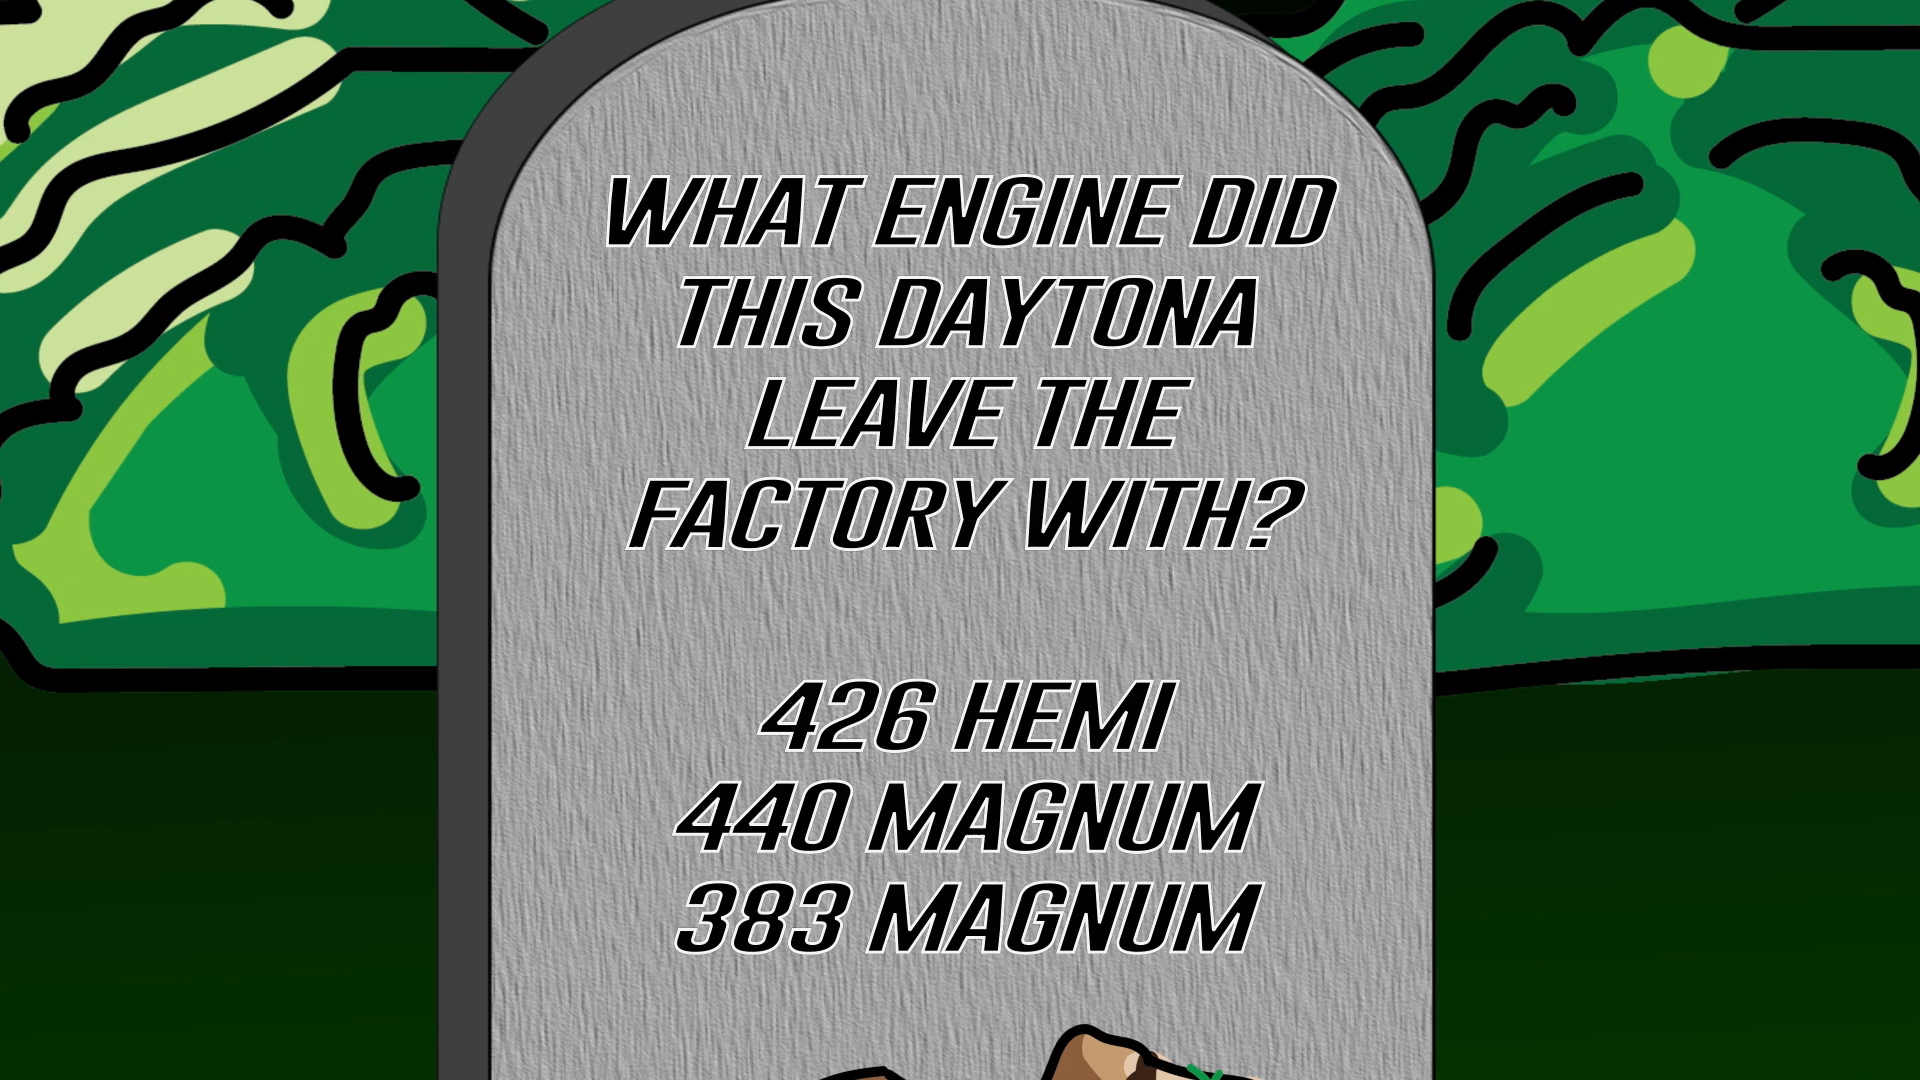 WHAT ENGINE DID
THIS DAYTONA
LEAVE THE
FACTORY WITH?
426 HEMI
440 MAGNUM
383 MAGNUM